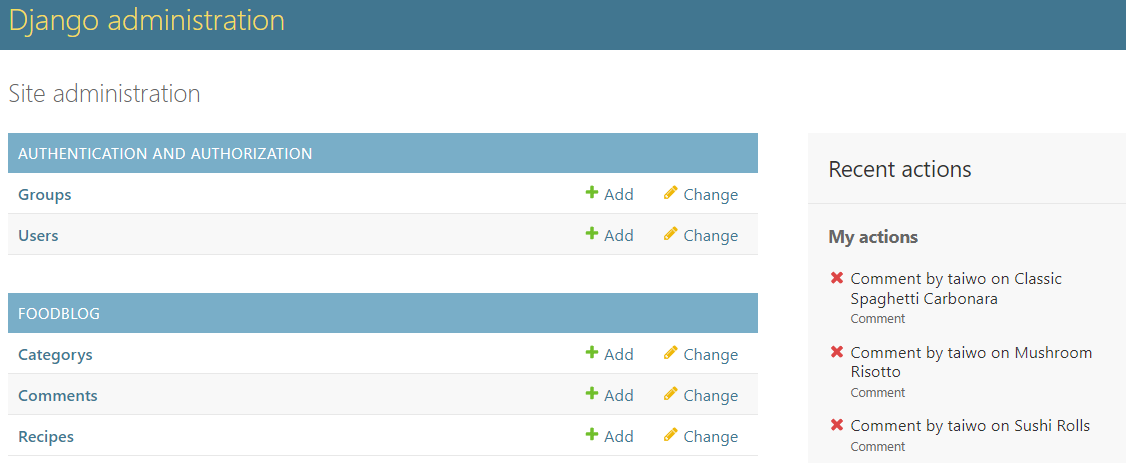 Django administration
Site administration
AUTHENTICATION AND AUTHORIZATION
Groups Add Change
Users Add Change
FOODBLOG
Categorys Add Change
Comments Add Change
Recipes Add Change
Recent actions
My actions
Comment by taiwo on Classic
Spaghetti Carbonara
Comment
Comment by taiwo on Mushroom
Risotto
Comment
Comment by taiwo on Sushi Rolls
Comment